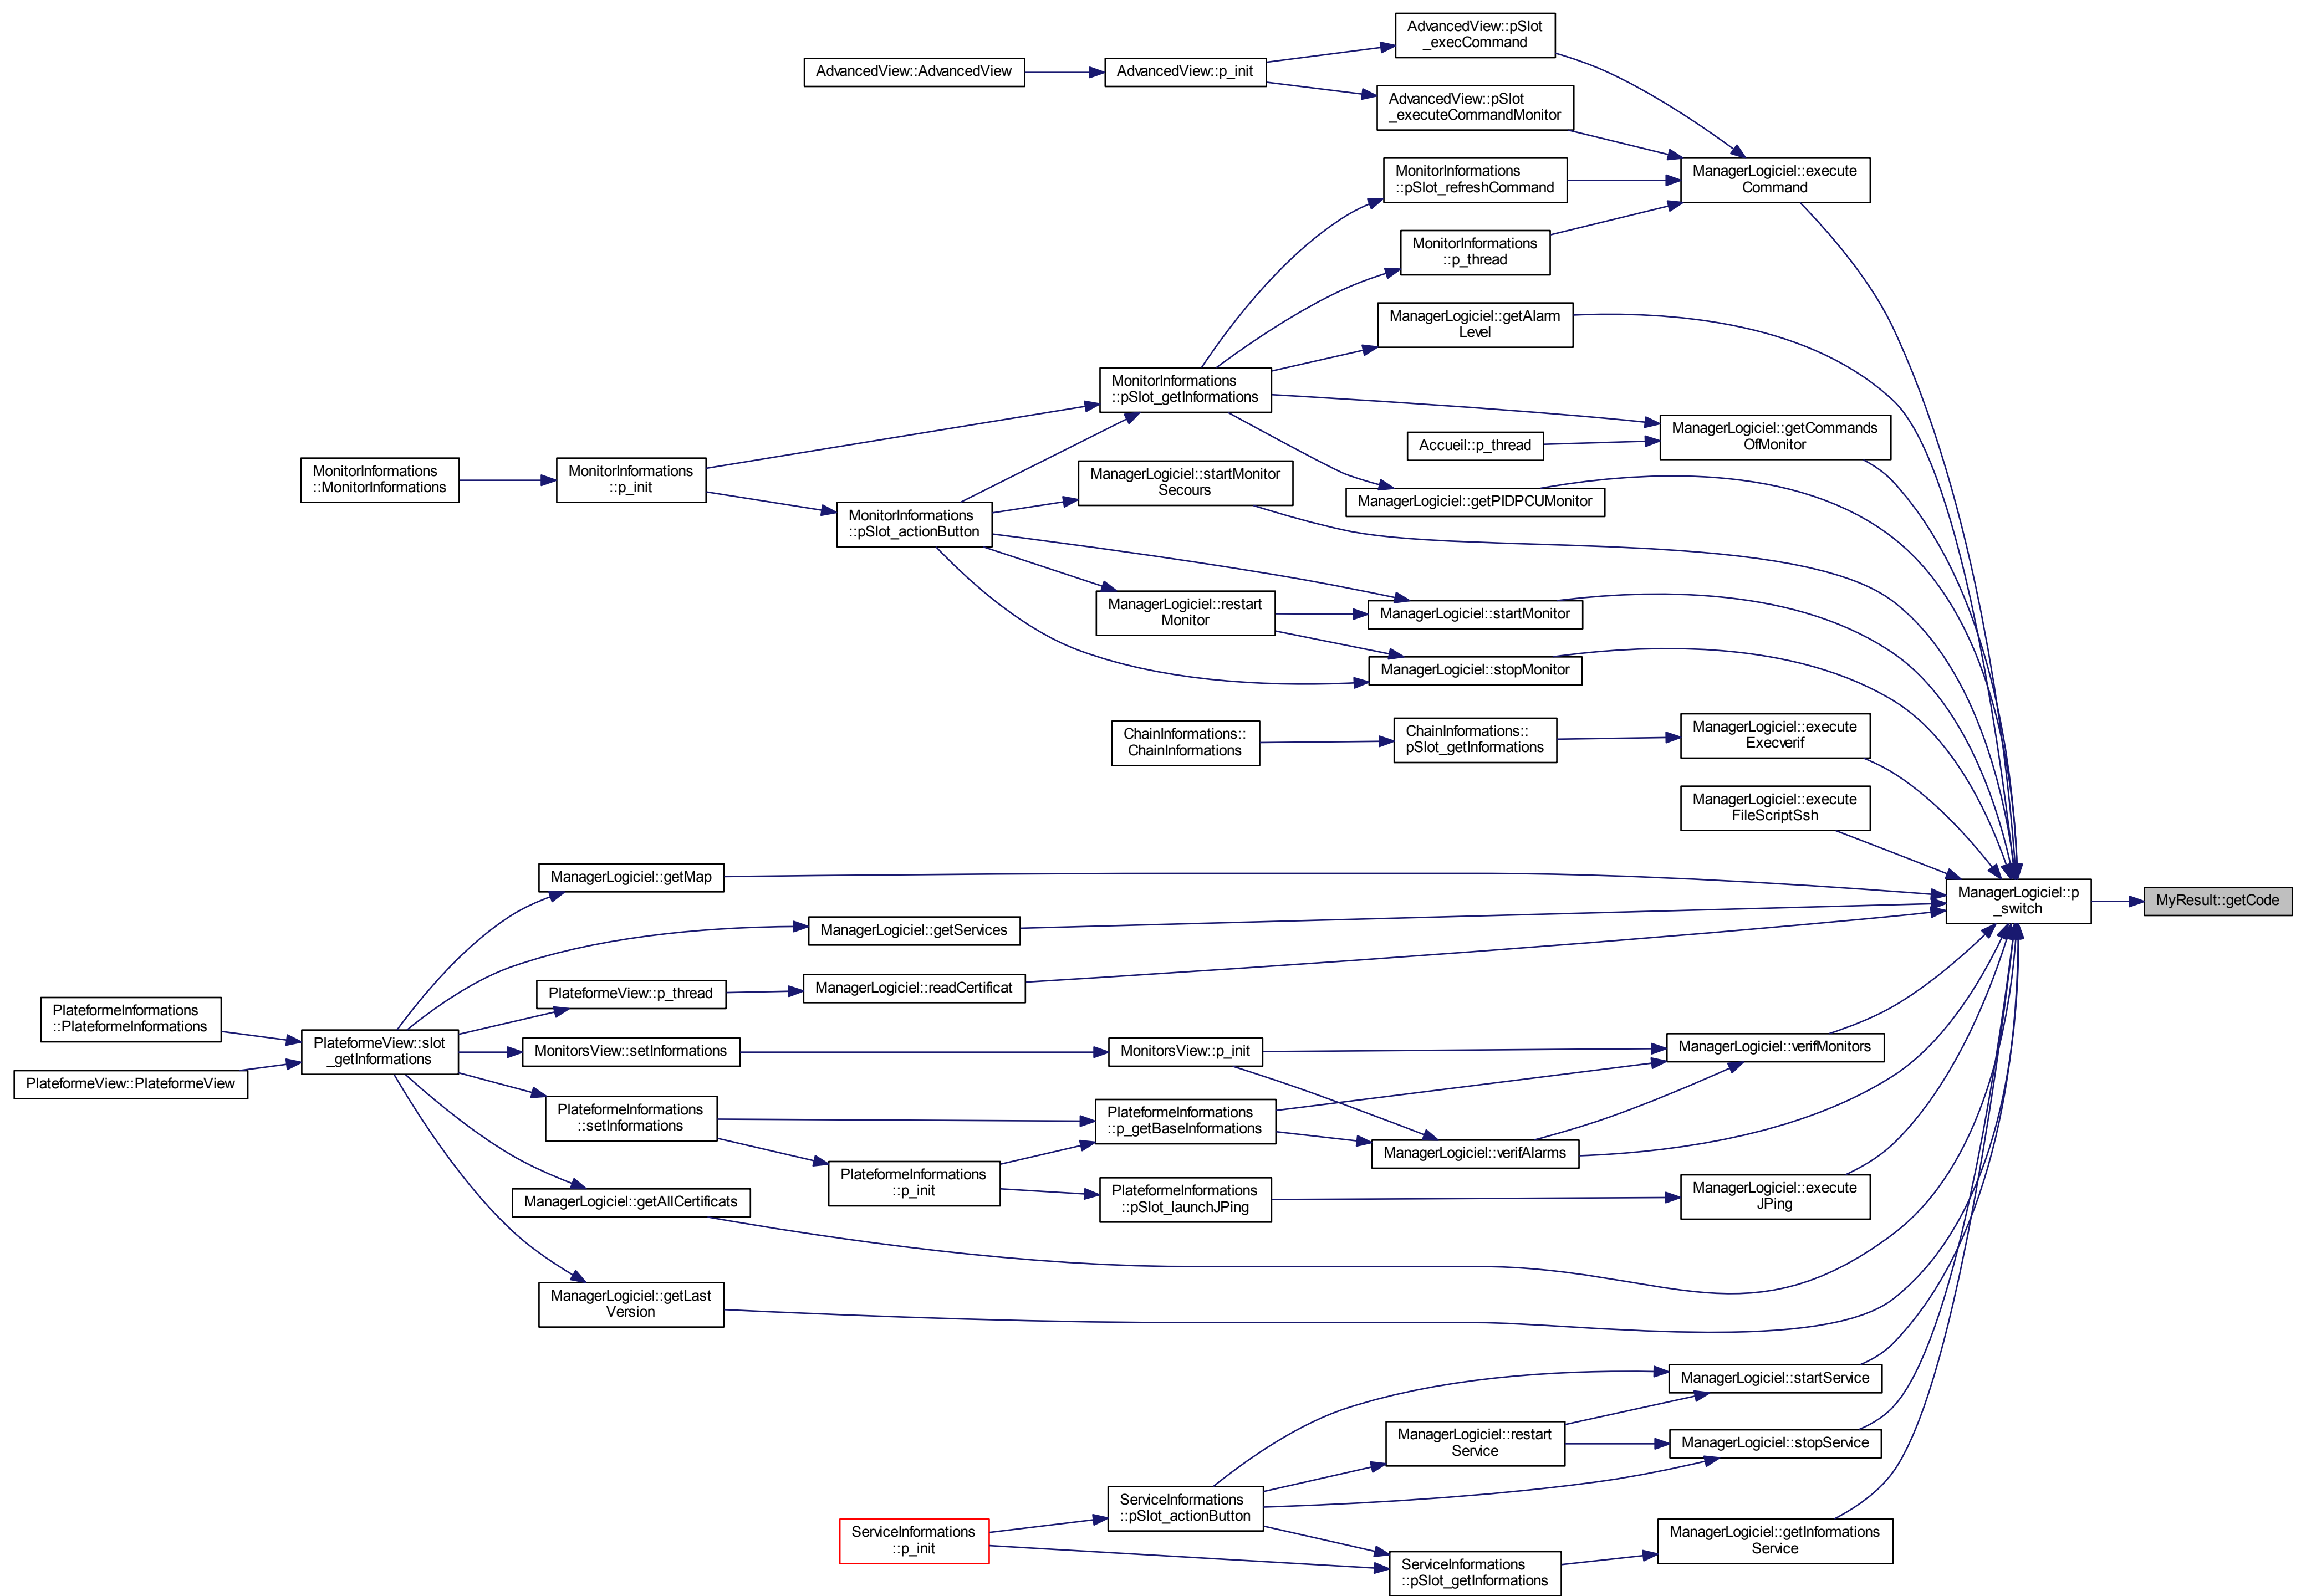 AdvancedView::pSlot
_execCommand
AdvancedView::AdvancedView
AdvancedView::p_init
AdvancedView::pSlot
_executeCommandMonitor
MonitorInformations
::pSlot_refreshCommand
ManagerLogiciel::execute
Command
MonitorInformations
::p_thread
ManagerLogiciel::getAlarm
Level
MonitorInformations
::pSlot_getInformations
ManagerLogiciel::getCommands
OfMonitor
Accueil::p_thread
MonitorInformations
::MonitorInformations
MonitorInformations
::p_init
ManagerLogiciel::startMonitor
Secours
ManagerLogiciel::getPIDPCUMonitor
MonitorInformations
::pSlot_actionButton
ManagerLogiciel::restart
Monitor
ManagerLogiciel::startMonitor
ManagerLogiciel::stopMonitor
ChainInformations::
ChainInformations
ChainInformations::
pSlot_getInformations
ManagerLogiciel::execute
Execverif
ManagerLogiciel::execute
FileScriptSsh
ManagerLogiciel::getMap
ManagerLogiciel::p
_switch
MyResult::getCode
ManagerLogiciel::getServices
PlateformeView::p_thread
ManagerLogiciel::readCertificat
PlateformeInformations
::PlateformeInformations
PlateformeView::slot
_getInformations
MonitorsView::setInformations
MonitorsView::p_init
ManagerLogiciel::verifMonitors
PlateformeView::PlateformeView
PlateformeInformations
::setInformations
PlateformeInformations
::p_getBaseInformations
ManagerLogiciel::verifAlarms
PlateformeInformations
::p_init
ManagerLogiciel::getAllCertificats
PlateformeInformations
::pSlot_launchJPing
ManagerLogiciel::execute
JPing
ManagerLogiciel::getLast
Version
ManagerLogiciel::startService
ManagerLogiciel::restart
Service
ManagerLogiciel::stopService
ServiceInformations
::pSlot_actionButton
ServiceInformations
::p_init
ManagerLogiciel::getInformations
Service
ServiceInformations
::pSlot_getInformations